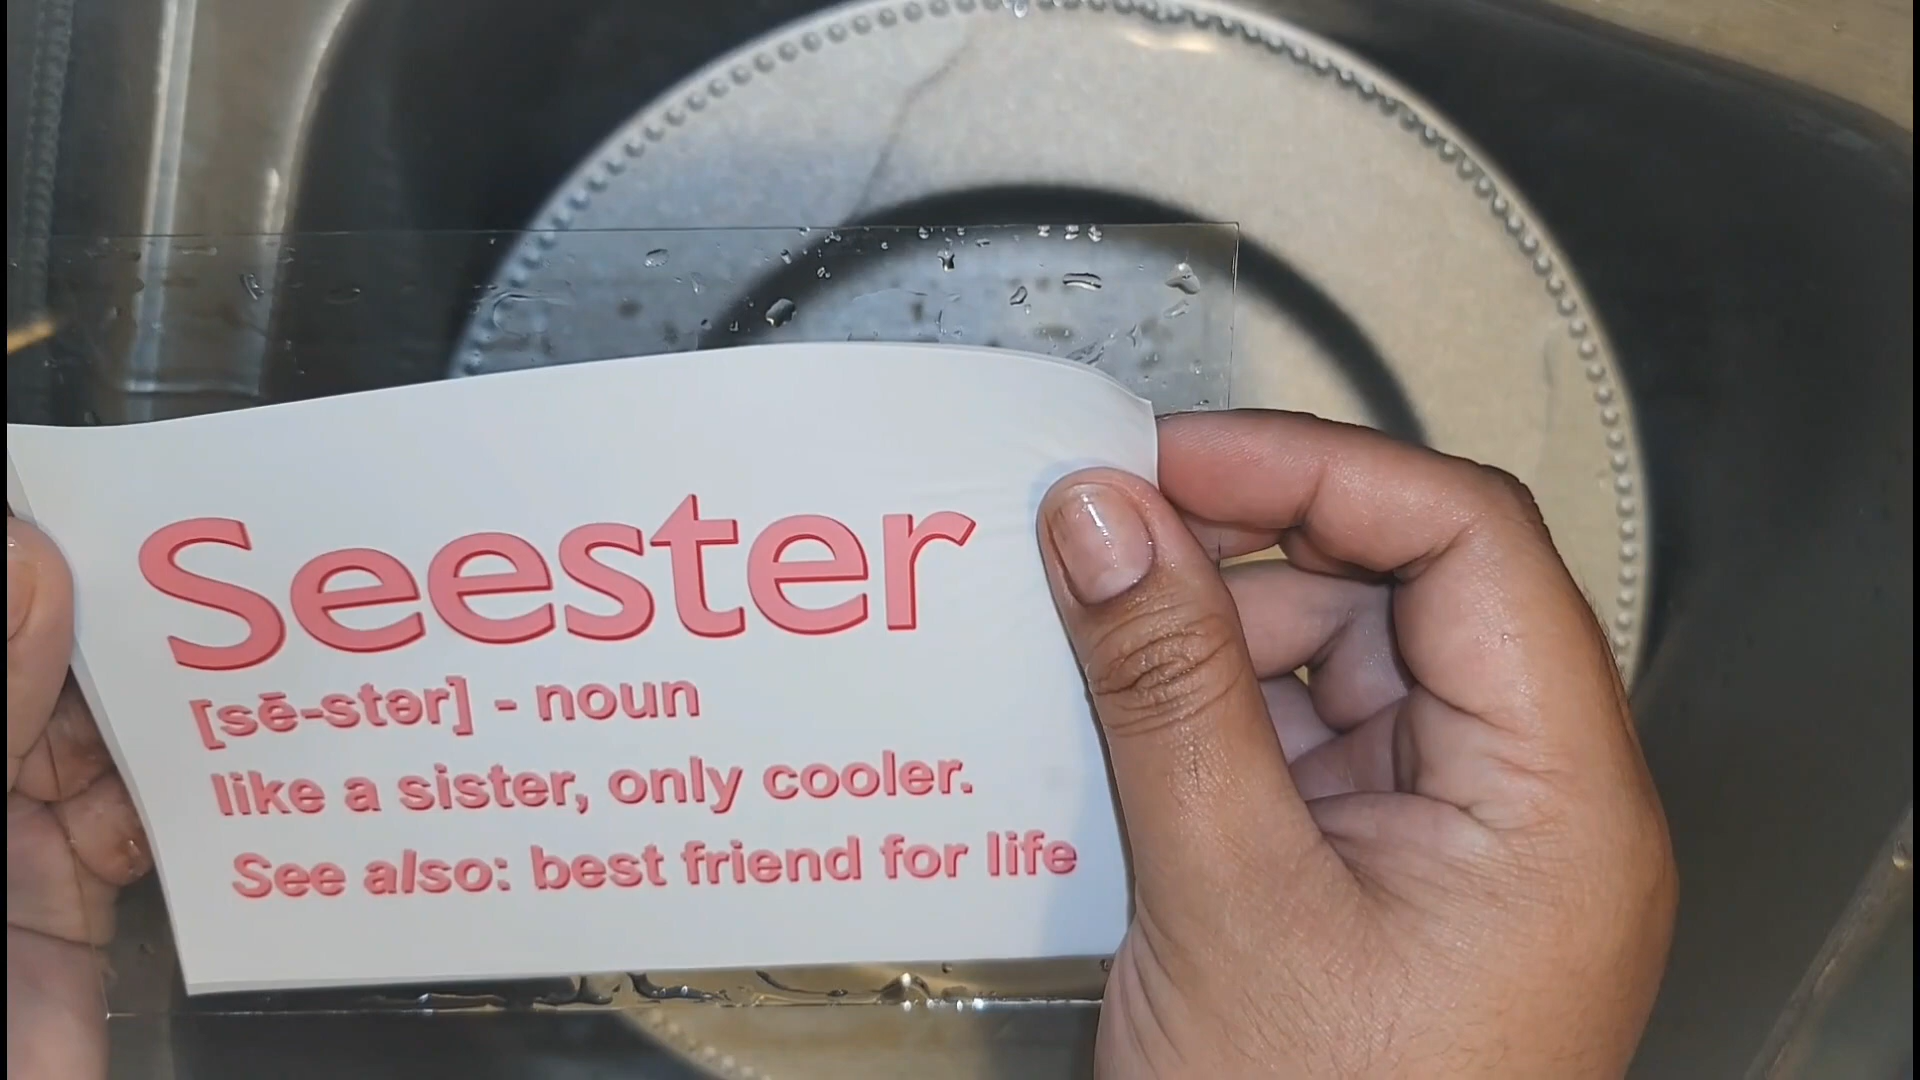 Seester
[sē-stər] - noun
like a sister, only cooler.
See also: best friend for life